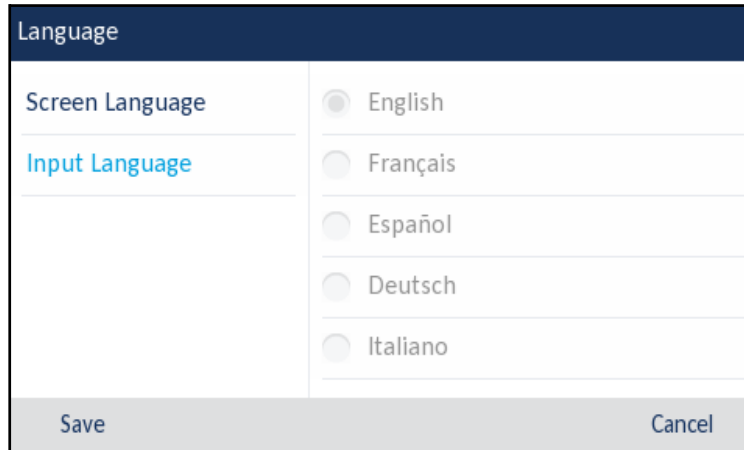 Language
Screen Language
Input Language
English
Français
Español
Deutsch
Italiano
Save
Cancel